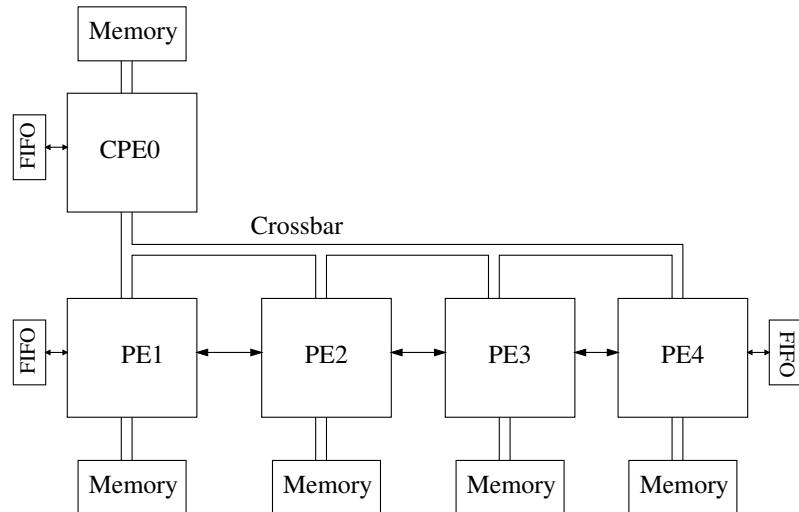 Memory
FIFO
CPE0
Crossbar
FIFO
PE1
PE2
PE3
PE4
FIFO
Memory
Memory
Memory
Memory